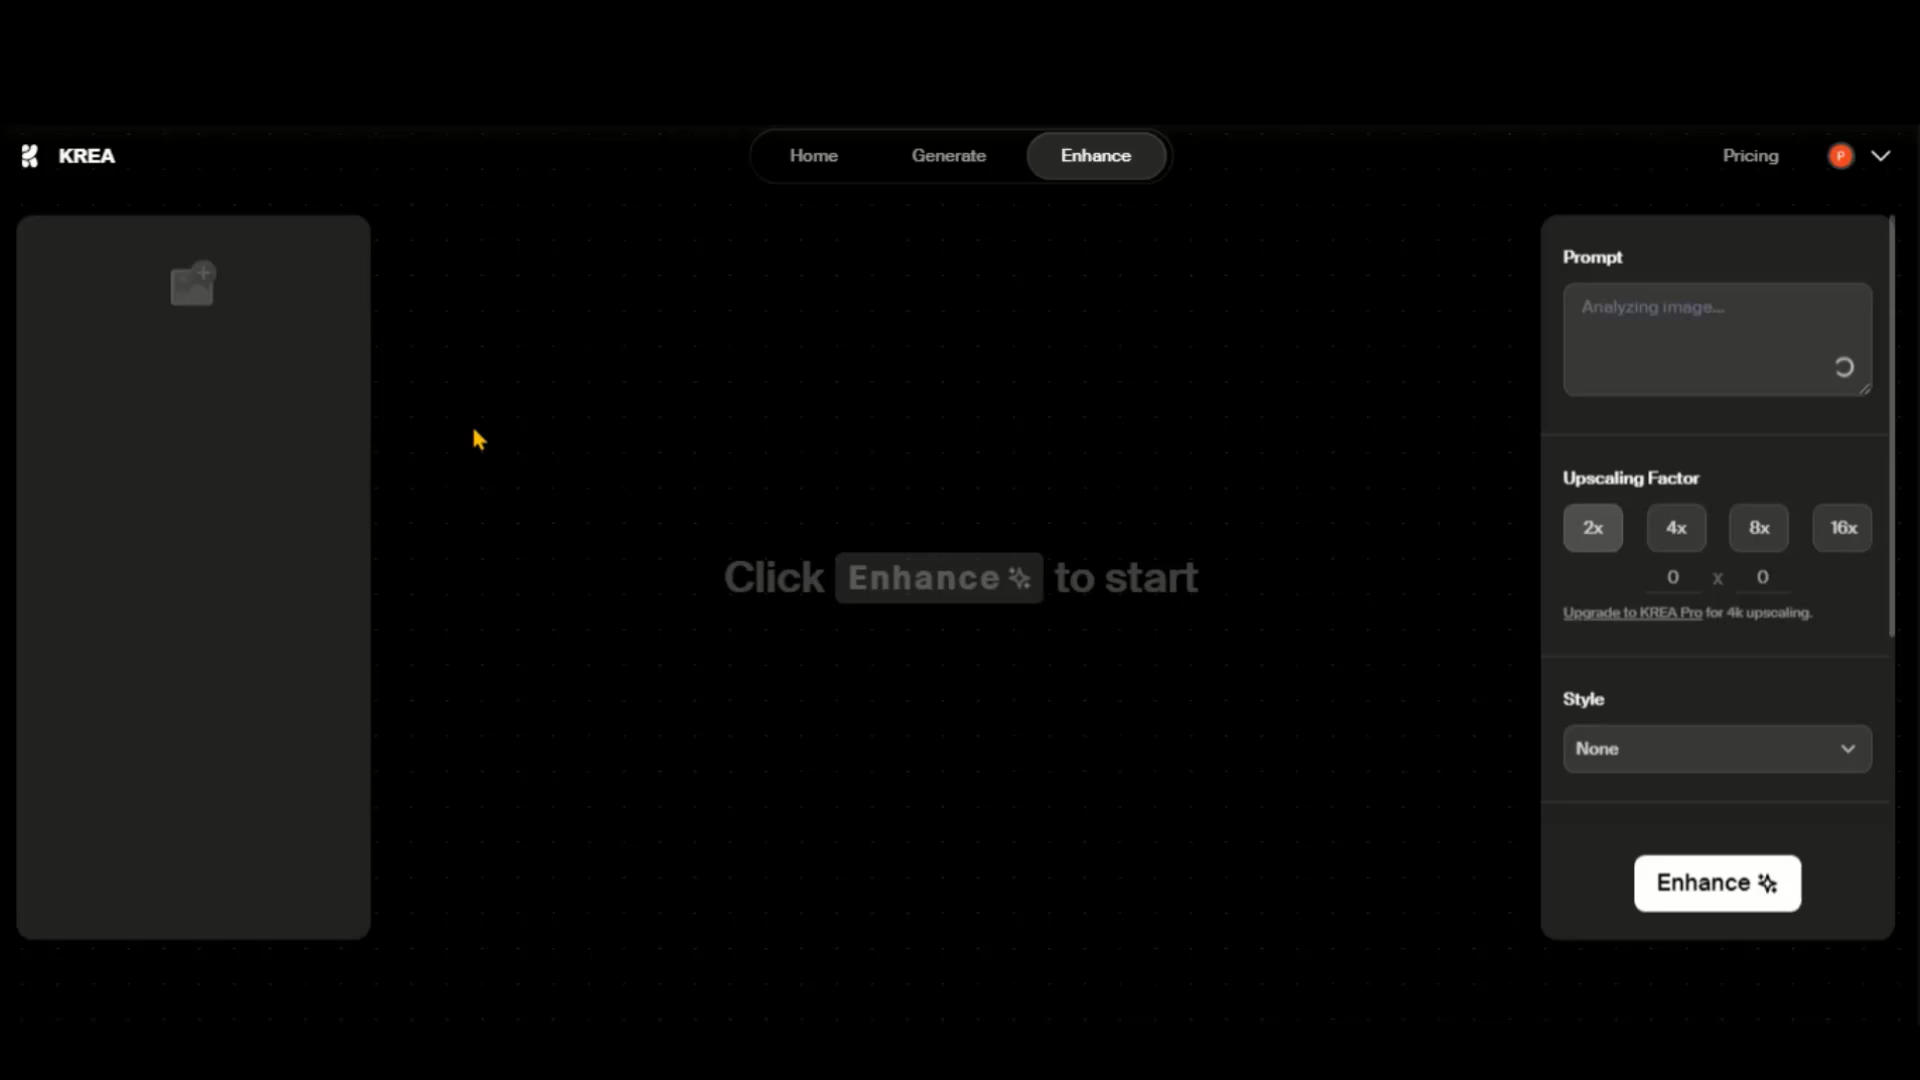 KREA
Home Generate Enhance
Pricing
P
Prompt
Analyzing image...
Upscaling Factor
2x 4x 8x 16x
0 x 0
Upgrade to KREA Pro for 4k upscaling.
Click Enhance to start
Style
None
Enhance